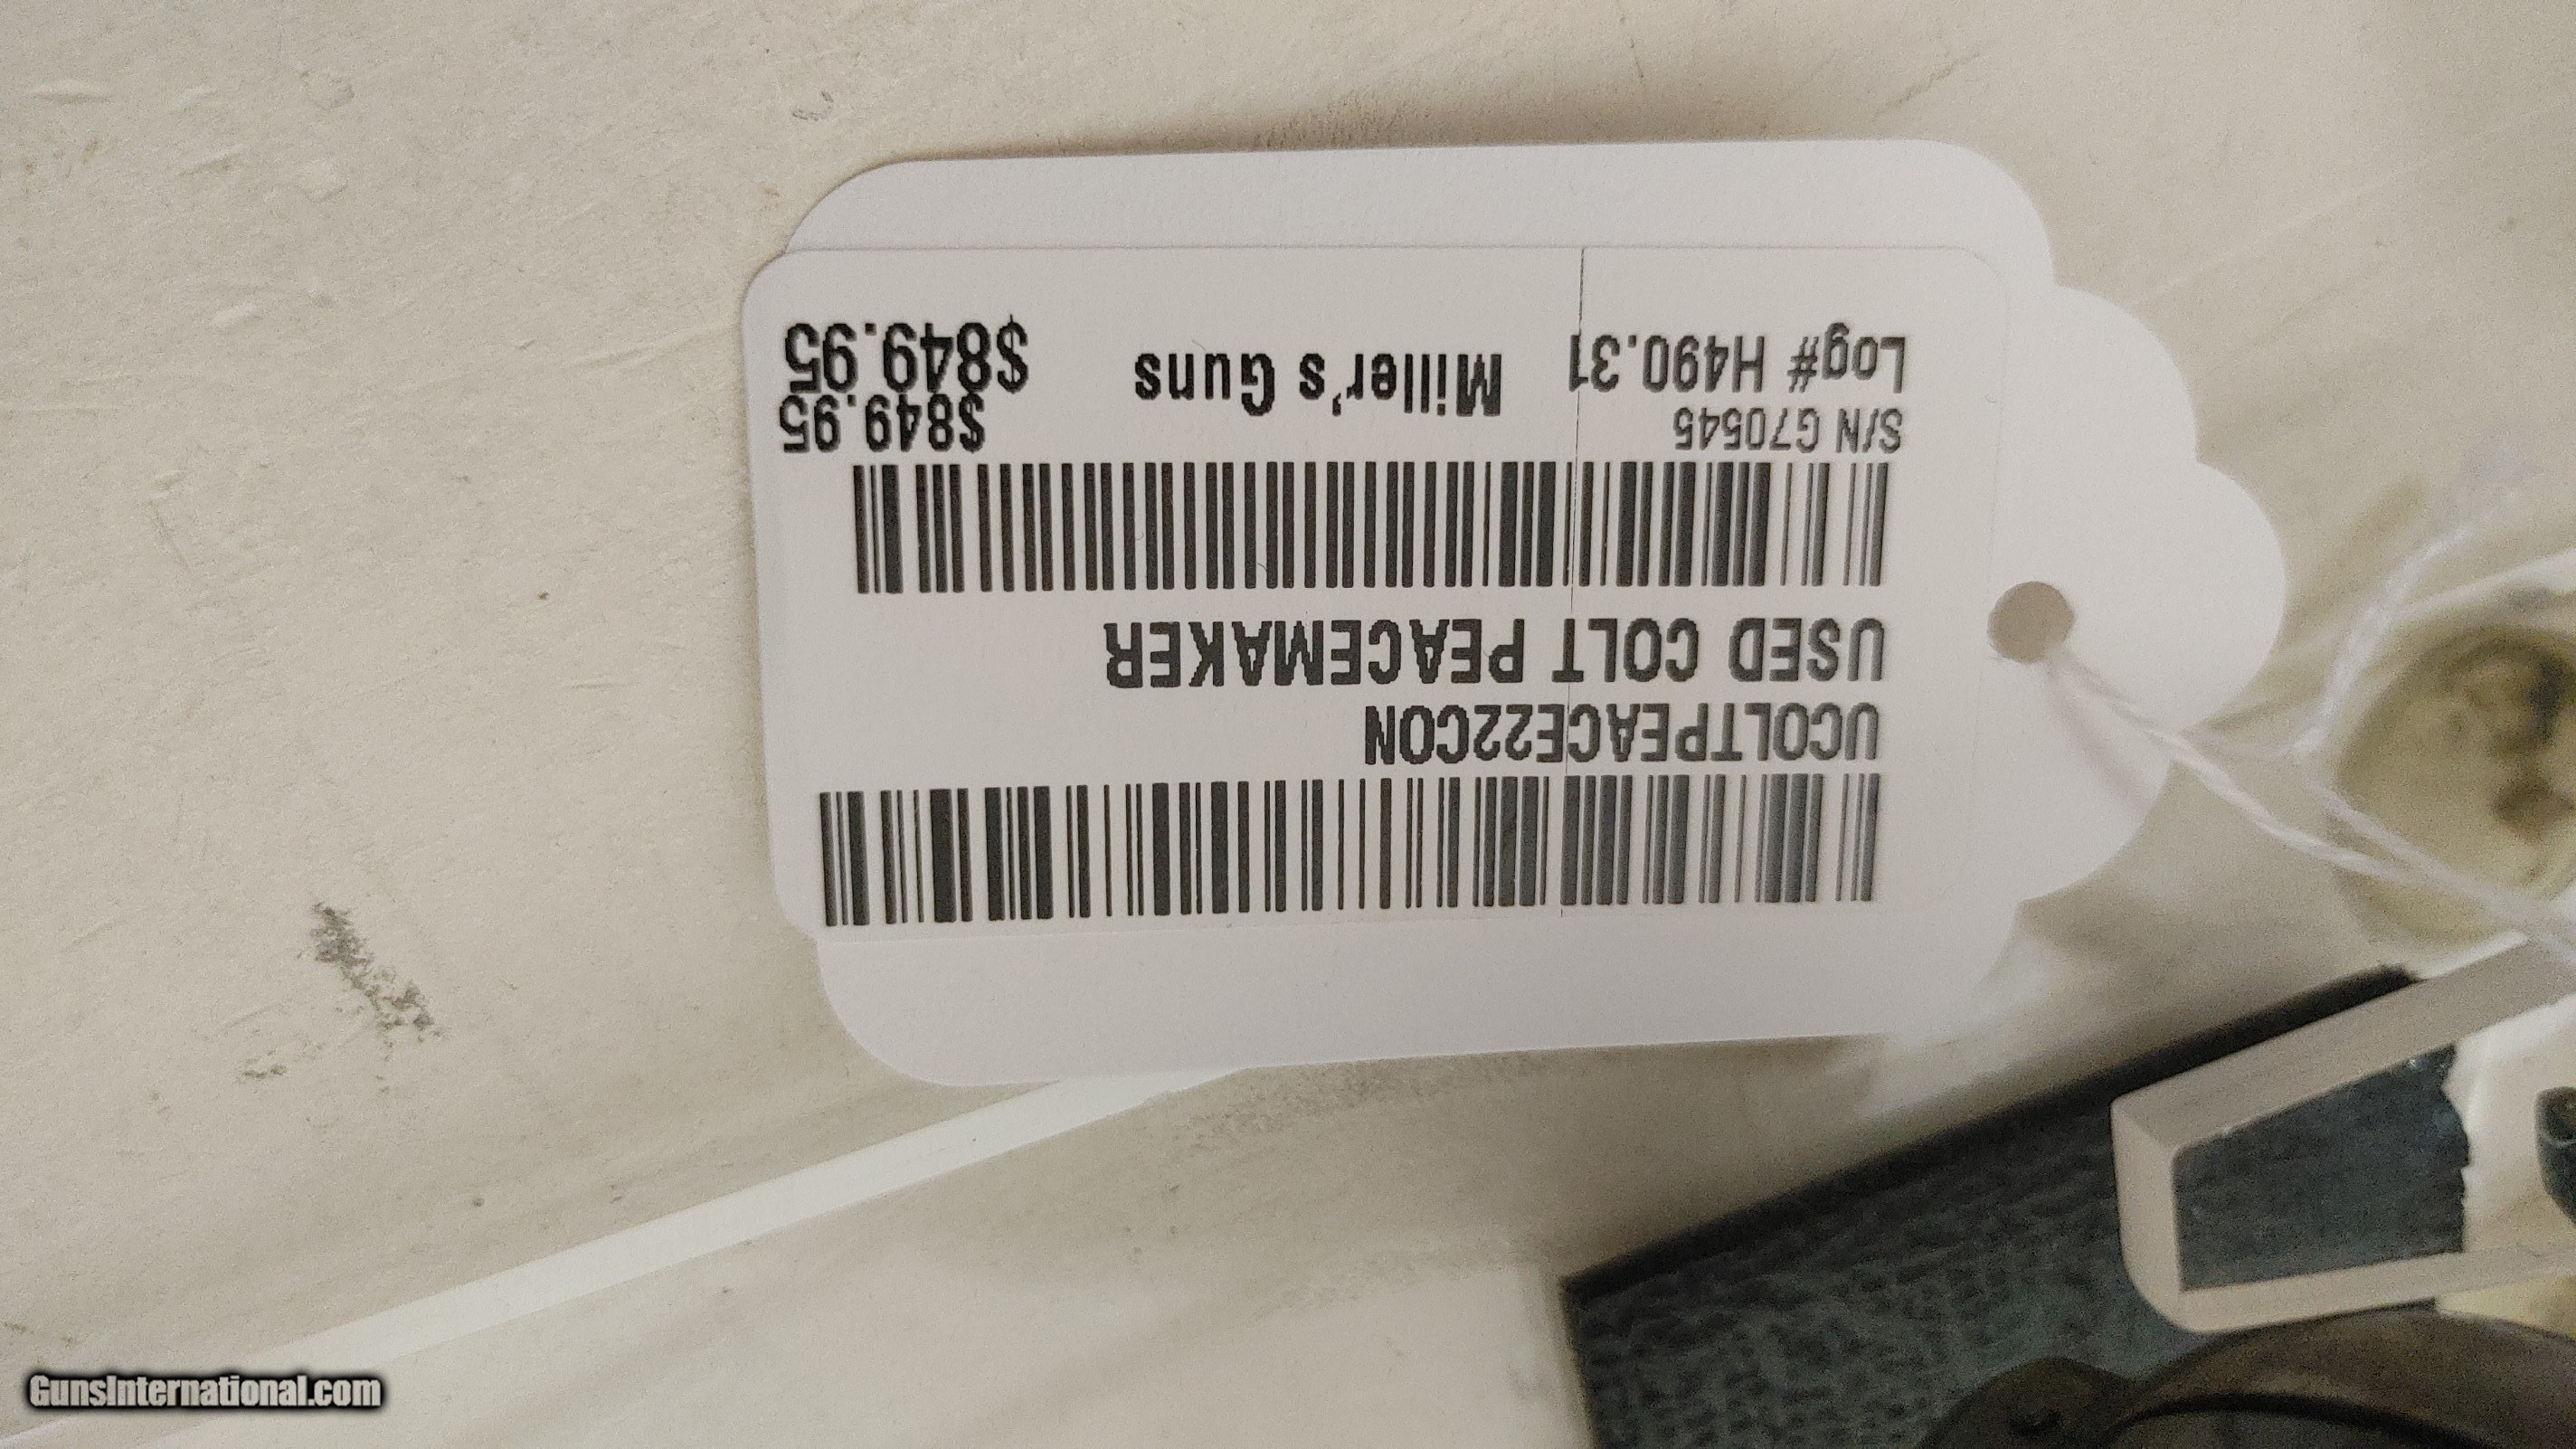 UCOLTPEACE22CON
USED COLT PEACEMAKER
S/N G70545
$849.95
Log# H490.31
Miller's Guns
$849.95
GunsInternational.com